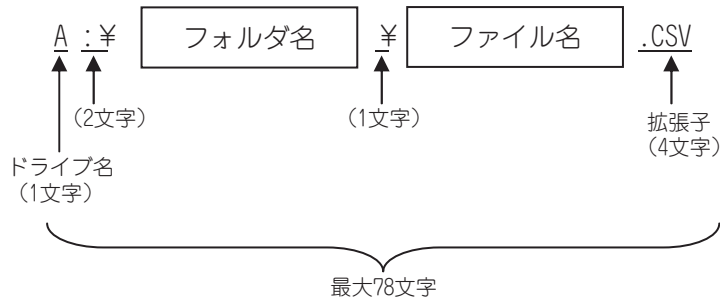 A :¥ フォルダ名 ¥ ファイル名 .CSV
(2文字) (1文字) 拡張子
(4文字)
ドライブ名
(1文字)
最大78文字